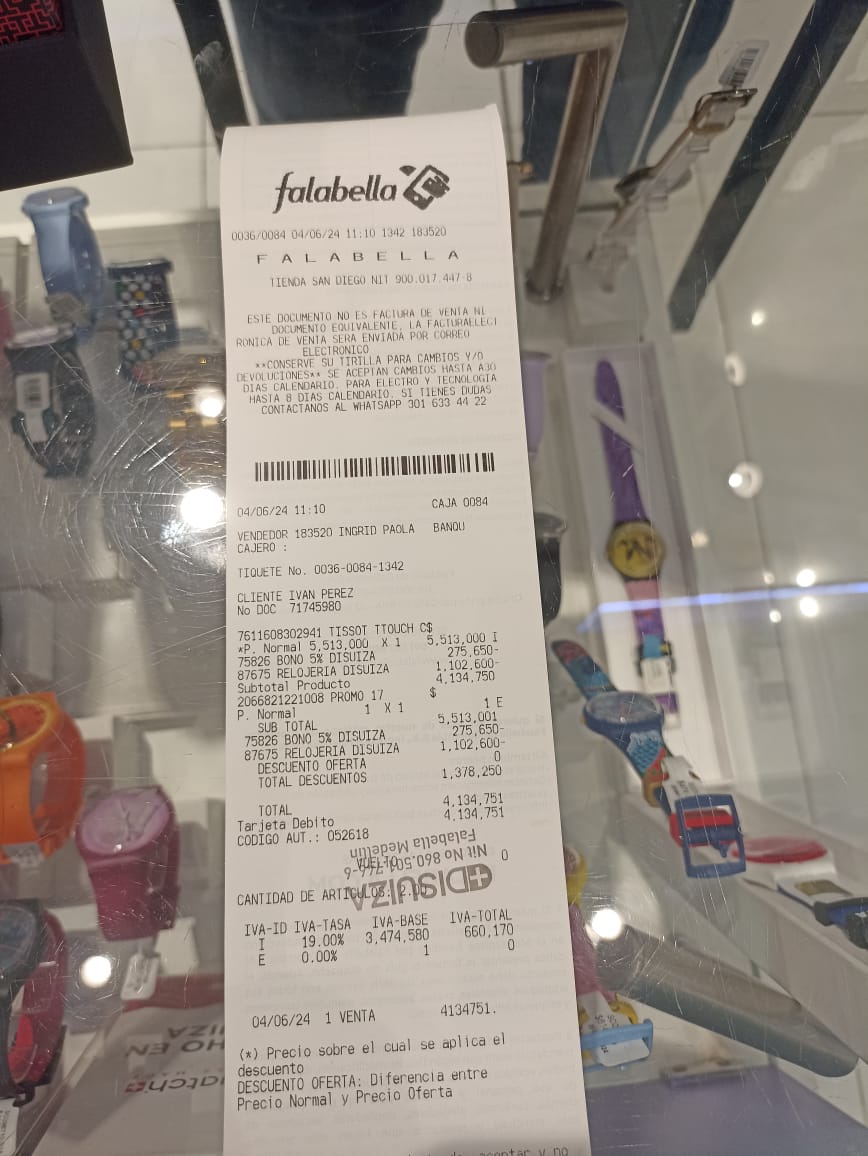 falabella
0036/0084 04/06/24 11:10 1342 183520
F A L A B E L L A
TIENDA SAN DIEGO NIT 900.017.447-8
ESTE DOCUMENTO NO ES FACTURA DE VENTA NI
DOCUMENTO EQUIVALENTE, LA FACTURAELECT
RONICA DE VENTA SERA ENVIADA POR CORREO
ELECTRONICO
**CONSERVE SU TIRILLA PARA CAMBIOS Y/O
DEVOLUCIONES** SE ACEPTAN CAMBIOS HASTA A30
DIAS CALENDARIO. PARA ELECTRO Y TECNOLOGIA
HASTA 8 DIAS CALENDARIO. SI TIENES DUDAS
CONTACTANOS AL WHATSAPP 301 633 44 22
04/06/24 11:10 CAJA 0084
VENDEDOR 183520 INGRID PAOLA BANQU
CAJERO :
TIQUETE No. 0036-0084-1342
CLIENTE IVAN PEREZ
No DOC 71745980
7611608302941 TISSOT TTOUCH C$
*P. Normal 5,513,000 X 1 5,513,000 I
75826 BONO 5% DISUIZA 275,650-
87675 RELOJERIA DISUIZA 1,102,600-
Subtotal Producto 4,134,750
2066821221008 PROMO 17 $
P. Normal 1 X 1 1 E
SUB TOTAL 5,513,001
75826 BONO 5% DISUIZA 275,650-
87675 RELOJERIA DISUIZA 1,102,600-
DESCUENTO OFERTA 0
TOTAL DESCUENTOS 1,378,250
TOTAL 4,134,751
Tarjeta Debito 4,134,751
CODIGO AUT.: 052618
VUELTO 0
CANTIDAD DE ARTICULOS: 2.00
DISUIZA
Nit No 860.501.766-6
Falabella Medellin
IVA-ID IVA-TASA IVA-BASE IVA-TOTAL
I 19.00% 3,474,580 660,170
E 0.00% 1 0
04/06/24 1 VENTA 4134751.
(*) Precio sobre el cual se aplica el
descuento
DESCUENTO OFERTA: Diferencia entre
Precio Normal y Precio Oferta